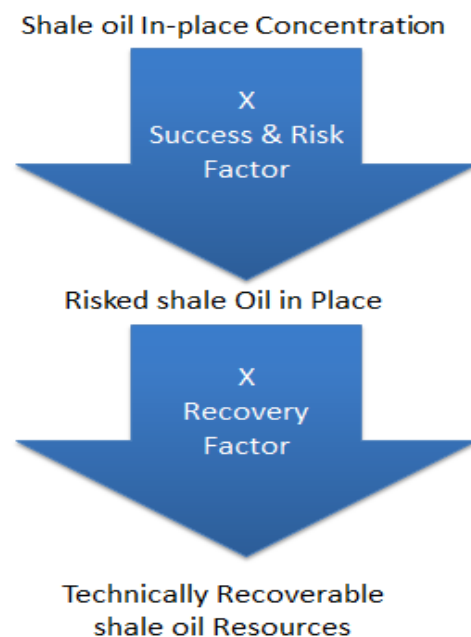 Shale oil In-place Concentration
X
Success & Risk
Factor
Risked shale Oil in Place
X
Recovery
Factor
Technically Recoverable
shale oil Resources